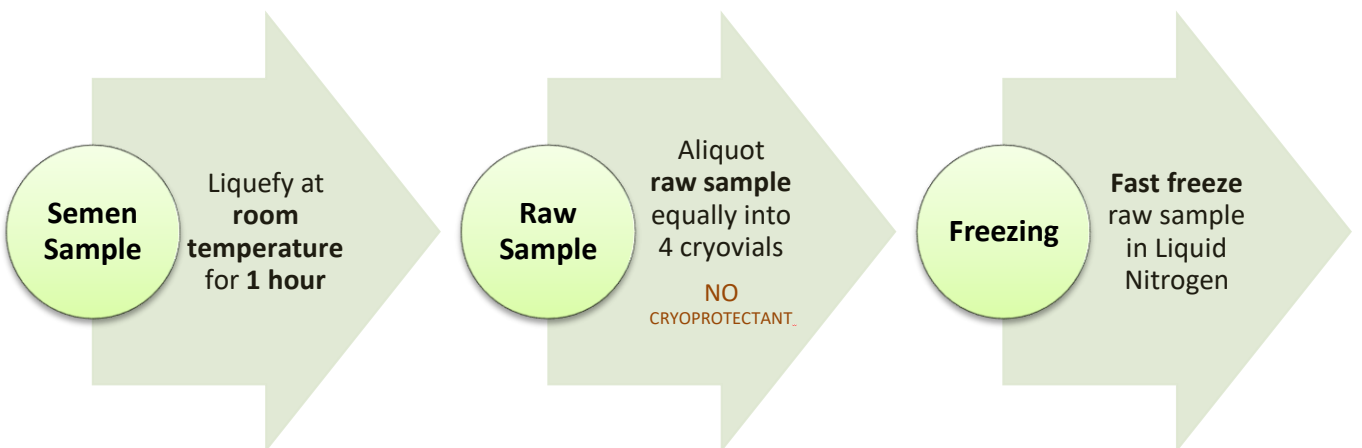 Semen
Sample
Liquefy at
room
temperature
for 1 hour
Raw
Sample
Aliquot
raw sample
equally into
4 cryovials
NO
CRYOPROTECTANT
Freezing
Fast freeze
raw sample
in Liquid
Nitrogen